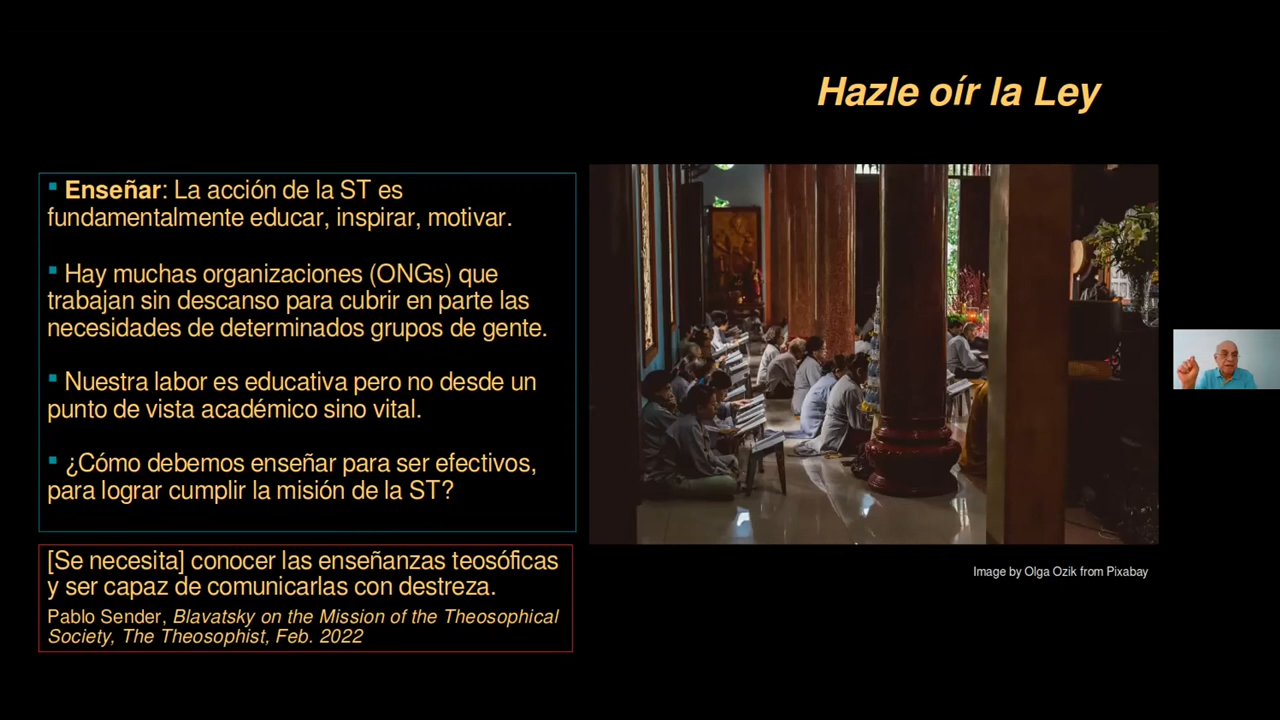 Hazle oír la Ley
▪ Enseñar: La acción de la ST es
fundamentalmente educar, inspirar, motivar.
▪ Hay muchas organizaciones (ONGs) que
trabajan sin descanso para cubrir en parte las
necesidades de determinados grupos de gente.
▪ Nuestra labor es educativa pero no desde un
punto de vista académico sino vital.
▪ ¿Cómo debemos enseñar para ser efectivos,
para lograr cumplir la misión de la ST?
[Se necesita] conocer las enseñanzas teosóficas
y ser capaz de comunicarlas con destreza.
Pablo Sender, Blavatsky on the Mission of the Theosophical
Society, The Theosophist, Feb. 2022
Image by Olga Ozik from Pixabay